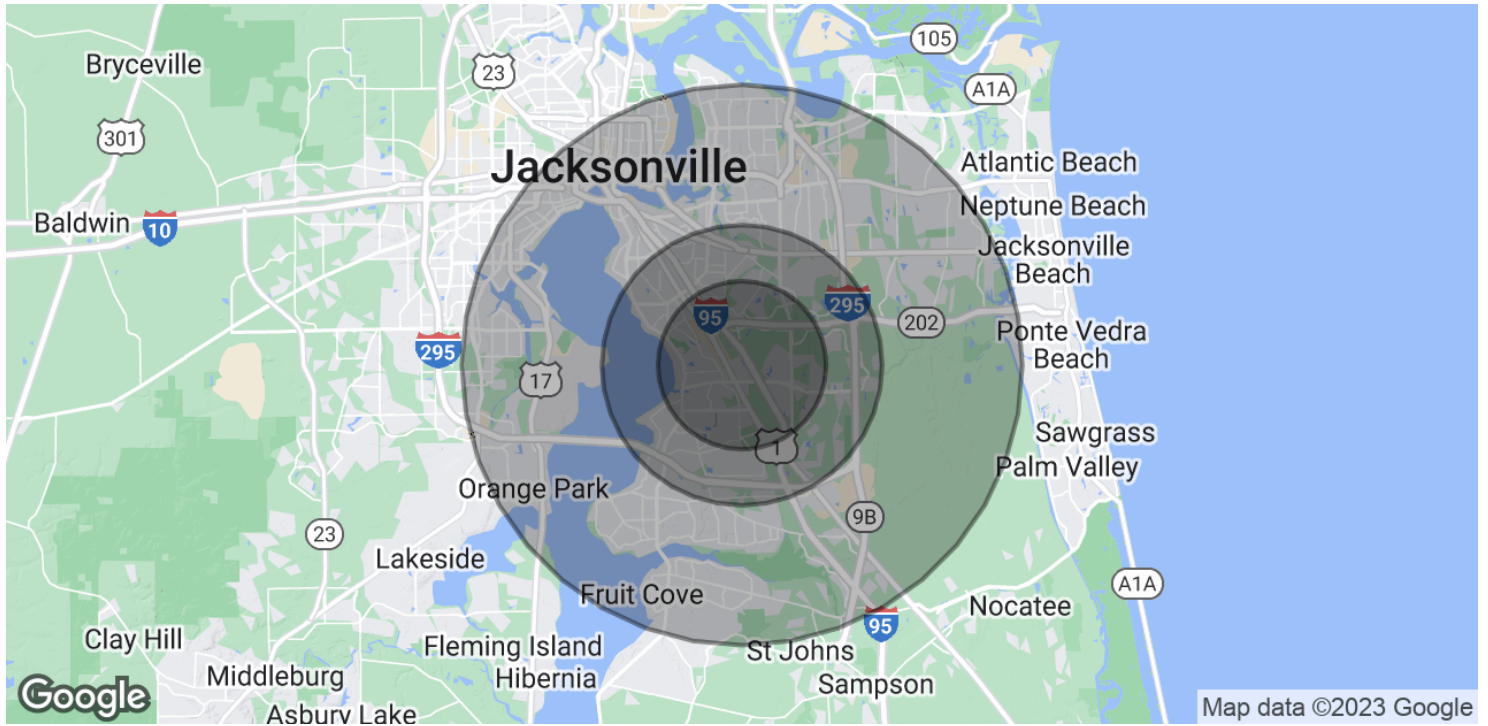 105
Bryceville
23
A1A
301
Jacksonville
Atlantic Beach
Neptune Beach
Baldwin
10
Jacksonville
Beach
95
295
202
Ponte Vedra
Beach
295
17
Sawgrass
1
Palm Valley
Orange Park
9B
23
Lakeside
A1A
Fruit Cove
Nocatee
95
Clay Hill
Fleming Island
St Johns
Middleburg
Hibernia
Sampson
Google
Asbury Lake
Map data ©2023 Google